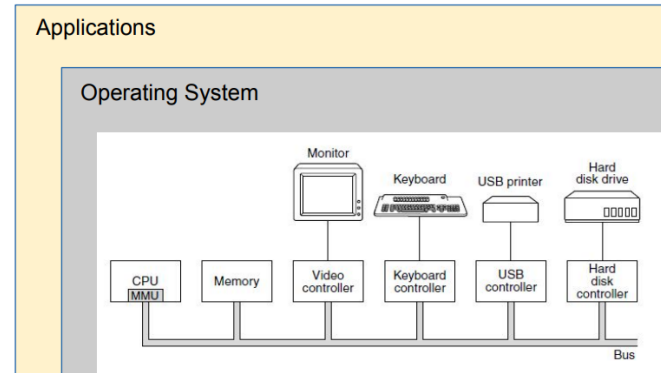 Applications
Operating System
Monitor
Keyboard
USB printer
Hard
disk drive
CPU
MMU
Memory
Video
controller
Keyboard
controller
USB
controller
Hard
disk
controller
Bus